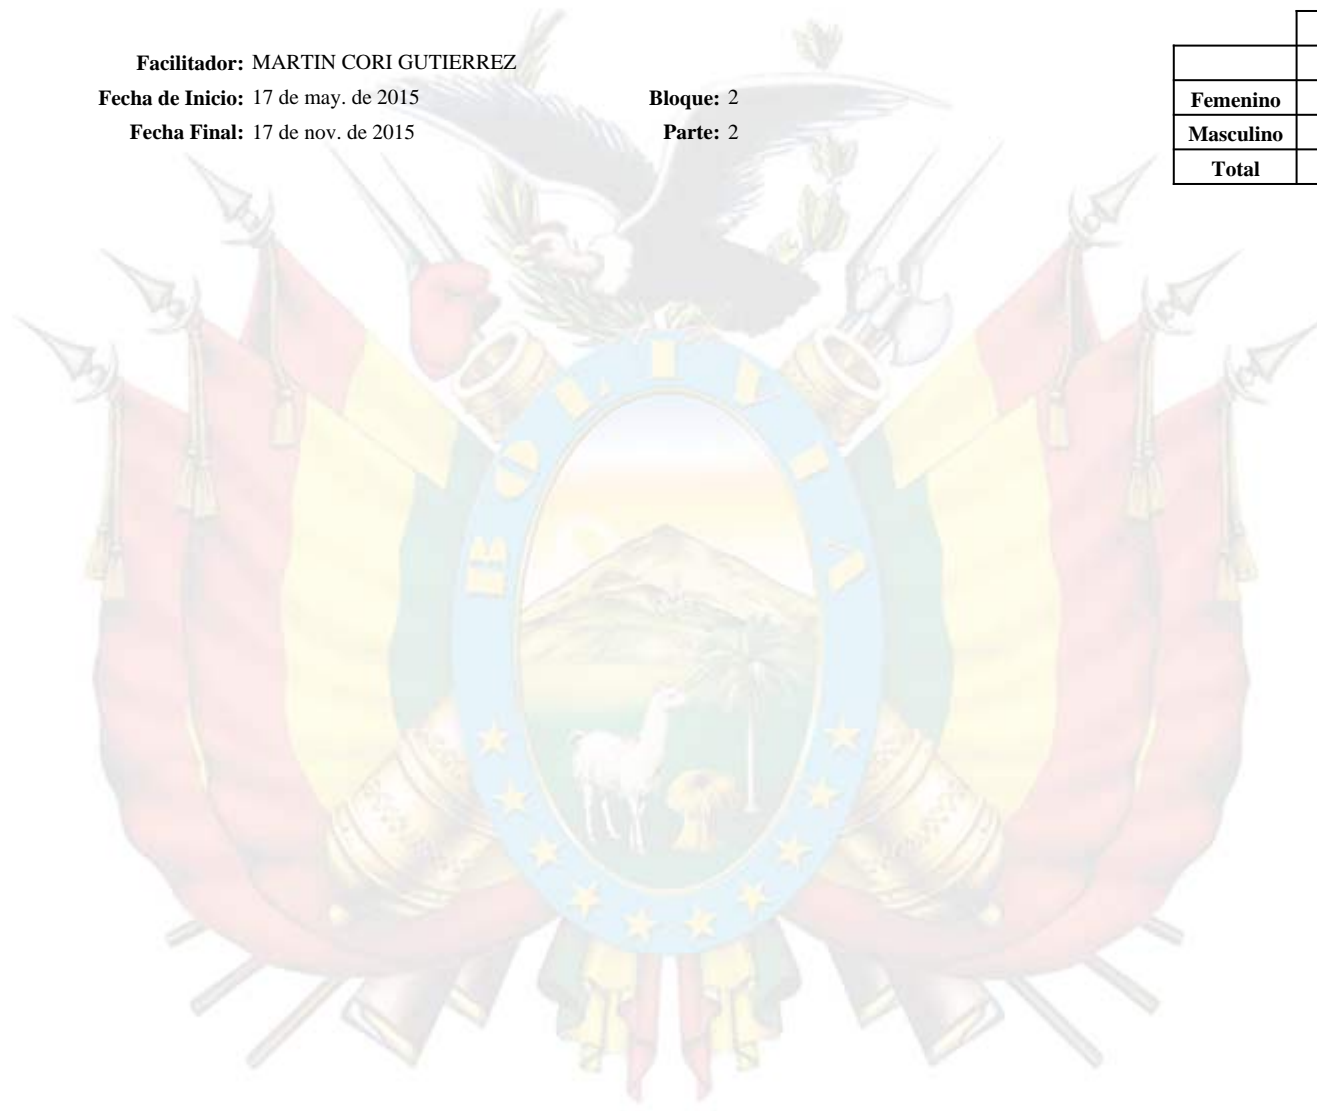 Facilitador: MARTIN CORI GUTIERREZ
Fecha de Inicio: 17 de may. de 2015 Bloque: 2
Fecha Final: 17 de nov. de 2015 Parte: 2
Femenino
Masculino
Total
BOLIVIA